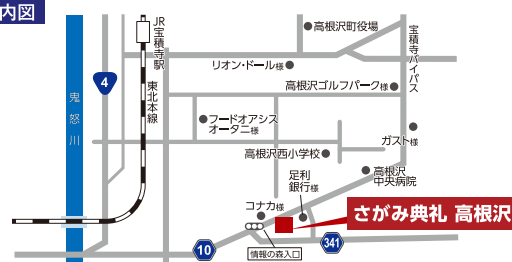 内図
JR
宝積寺駅
高根沢町役場
宝積寺バイパス
リオン・ドール様
4
東北本線
高根沢ゴルフパーク様
鬼怒川
フードオアシス
オータニ様
ガスト様
高根沢西小学校
足利
銀行様
高根沢
中央病院
コナカ様
さがみ典礼 高根沢
情報の森入口
10
341